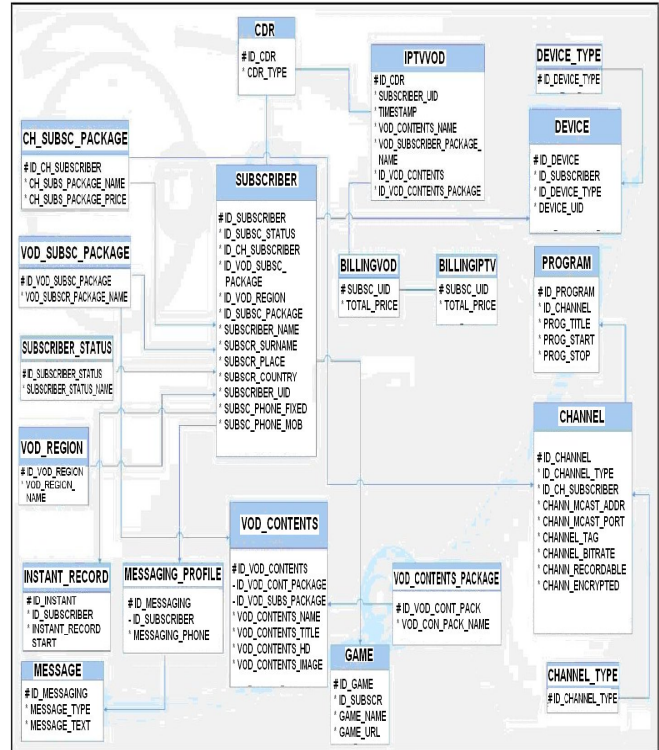 CDR
#ID_CDR
* CDR_TYPE
IPTVVOD
#ID_CDR
* SUBSCRIBER_UID
* TIMESTAMP
* VOD_CONTENTS_NAME
* VOD_SUBSCRIBER_PACKAGE_
NAME
* ID_VOD_CONTENTS
* ID_VOD_CONTENTS_PACKAGE
DEVICE_TYPE
#ID_DEVICE_TYPE
DEVICE
#ID_DEVICE
* ID_SUBSCRIBER
* ID_DEVICE_TYPE
* DEVICE_UID
CH_SUBSC_PACKAGE
#ID_CH_SUBSCRIBER
* CH_SUBS_PACKAGE_NAME
* CH_SUBS_PACKAGE_PRICE
SUBSCRIBER
#ID_SUBSCRIBER
* ID_SUBSC_STATUS
* ID_CH_SUBSCRIBER
* ID_VOD_SUBSC_
PACKAGE
* ID_VOD_REGION
* ID_SUBSC_PACKAGE
* SUBSCRIBER_NAME
* SUBSCR_SURNAME
* SUBSCR_PLACE
* SUBSCR_COUNTRY
* SUBSCRIBER_UID
* SUBSC_PHONE_FIXED
* SUBSC_PHONE_MOB
VOD_SUBSC_PACKAGE
#ID_VOD_SUBSC_PACKAGE
* VOD_SUBSCR_PACKAGE_NAME
BILLINGVOD
# SUBSC_UID
* TOTAL_PRICE
BILLINGIPTV
# SUBSC_UID
* TOTAL_PRICE
PROGRAM
#ID_PROGRAM
* ID_CHANNEL
* PROG_TITLE
* PROG_START
* PROG_STOP
SUBSCRIBER_STATUS
#ID_SUBSCRIBER_STATUS
* SUBSCRIBER_STATUS_NAME
VOD_REGION
#ID_VOD_REGION
* VOD_REGION_
NAME
CHANNEL
#ID_CHANNEL
* ID_CHANNEL_TYPE
* ID_CH_SUBSCRIBER
* CHANN_MCAST_ADDR
* CHANN_MCAST_PORT
* CHANNEL_TAG
* CHANNEL_BITRATE
* CHANN_RECORDABLE
* CHANN_ENCRYPTED
VOD_CONTENTS
#ID_VOD_CONTENTS
-ID_VOD_CONT_PACKAGE
-ID_VOD_SUBS_PACKAGE
* VOD_CONTENTS_NAME
* VOD_CONTENTS_TITLE
* VOD_CONTENTS_HD
* VOD_CONTENTS_IMAGE
INSTANT_RECORD
#ID_INSTANT
* ID_SUBSCRIBER
* INSTANT_RECORD
START
MESSAGING_PROFILE
#ID_MESSAGING
- ID_SUBSCRIBER
* MESSAGING_PHONE
VOD_CONTENTS_PACKAGE
#ID_VOD_CONT_PACK
* VOD_CON_PACK_NAME
GAME
#ID_GAME
* ID_SUBSCR
* GAME_NAME
* GAME_URL
MESSAGE
#ID_MESSAGING
* MESSAGE_TYPE
* MESSAGE_TEXT
CHANNEL_TYPE
#ID_CHANNEL_TYPE